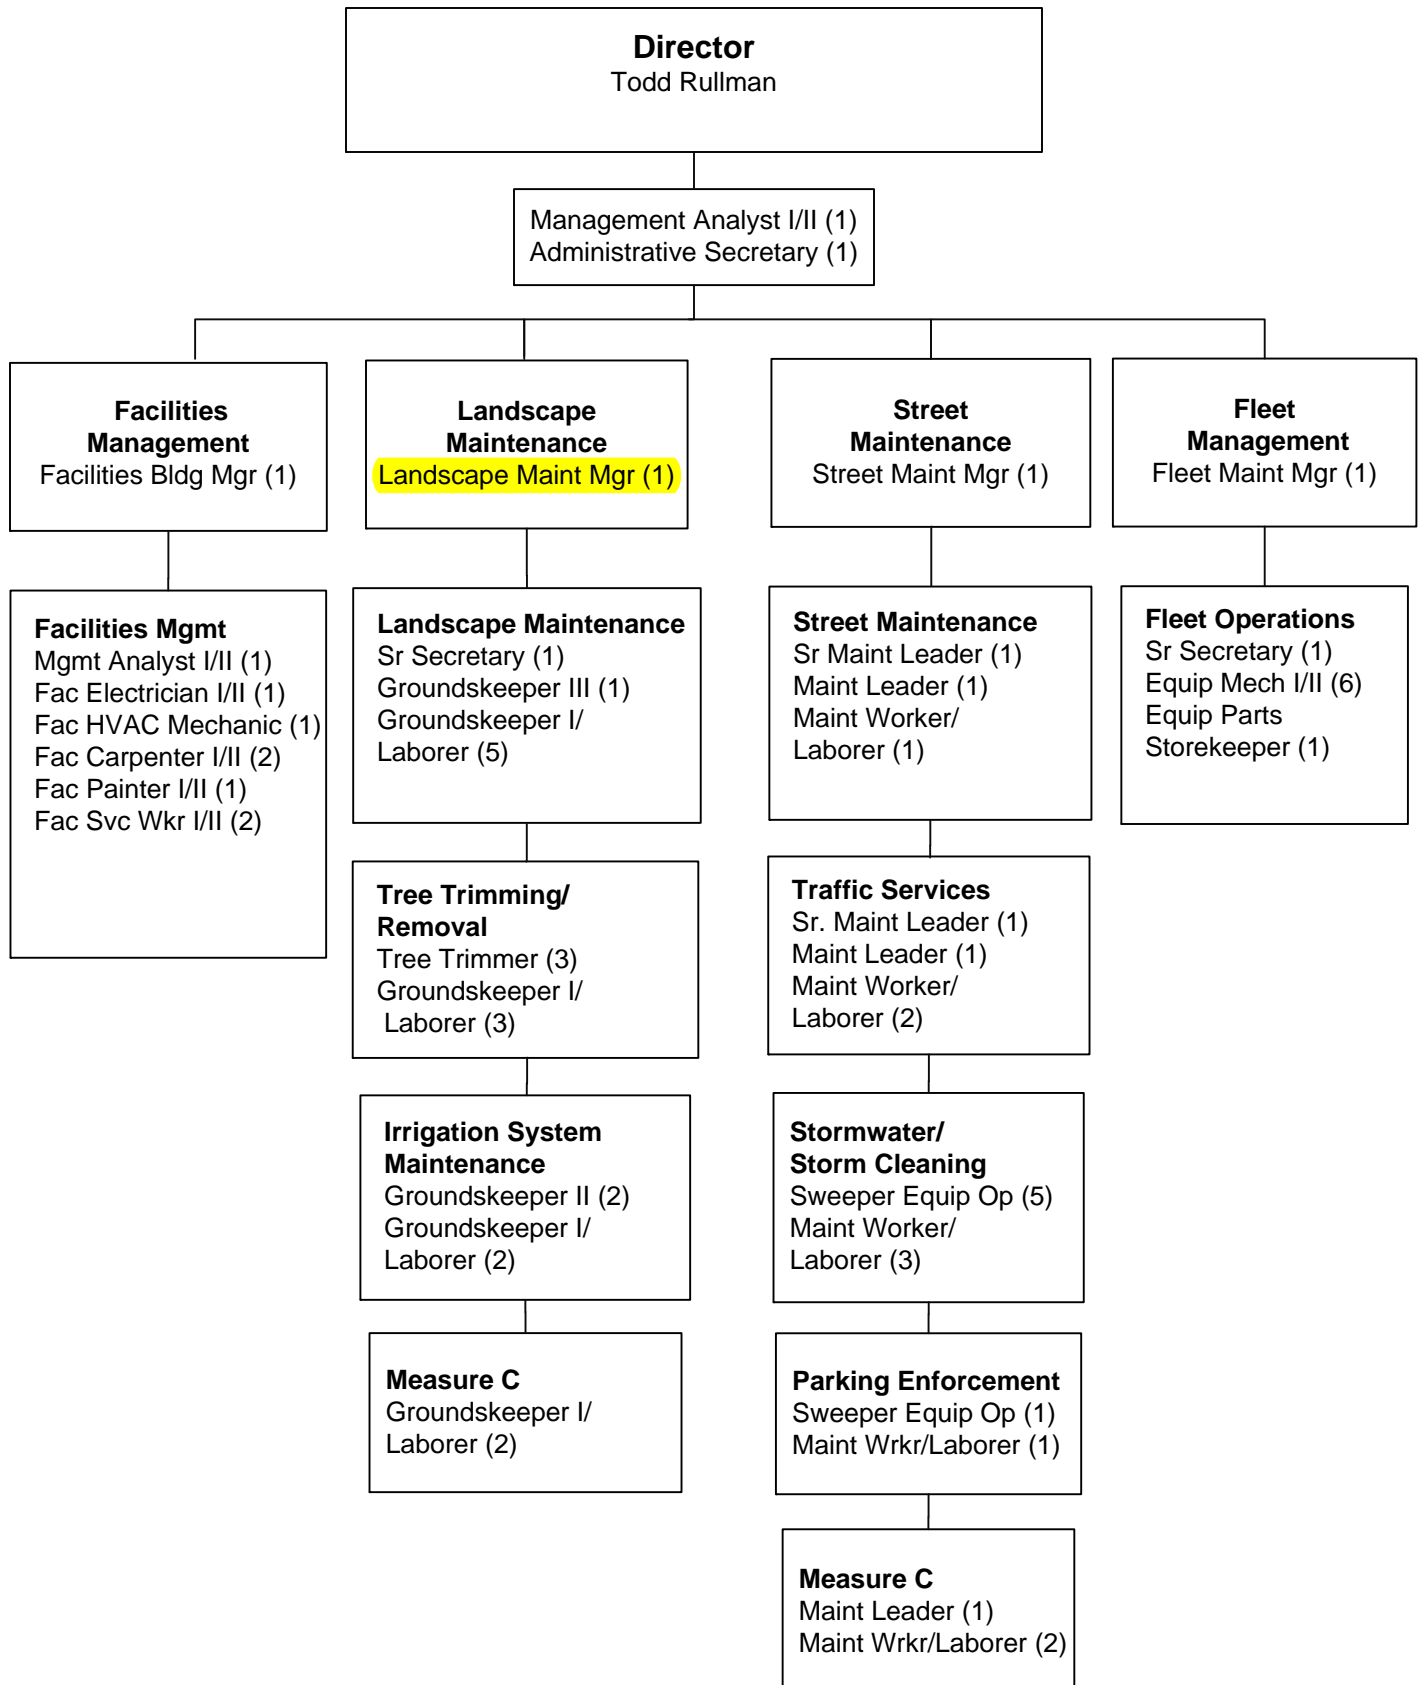 Director
Todd Rullman
Management Analyst I/II (1)
Administrative Secretary (1)
Facilities
Management
Facilities Bldg Mgr (1)
Landscape
Maintenance
Landscape Maint Mgr (1)
Street
Maintenance
Street Maint Mgr (1)
Fleet
Management
Fleet Maint Mgr (1)
Facilities Mgmt
Mgmt Analyst I/II (1)
Fac Electrician I/II (1)
Fac HVAC Mechanic (1)
Fac Carpenter I/II (2)
Fac Painter I/II (1)
Fac Svc Wkr I/II (2)
Landscape Maintenance
Sr Secretary (1)
Groundskeeper III (1)
Groundskeeper I/
Laborer (5)
Street Maintenance
Sr Maint Leader (1)
Maint Leader (1)
Maint Worker/
Laborer (1)
Fleet Operations
Sr Secretary (1)
Equip Mech I/II (6)
Equip Parts
Storekeeper (1)
Tree Trimming/
Removal
Tree Trimmer (3)
Groundskeeper I/
Laborer (3)
Traffic Services
Sr. Maint Leader (1)
Maint Leader (1)
Maint Worker/
Laborer (2)
Irrigation System
Maintenance
Groundskeeper II (2)
Groundskeeper I/
Laborer (2)
Stormwater/
Storm Cleaning
Sweeper Equip Op (5)
Maint Worker/
Laborer (3)
Measure C
Groundskeeper I/
Laborer (2)
Parking Enforcement
Sweeper Equip Op (1)
Maint Wrkr/Laborer (1)
Measure C
Maint Leader (1)
Maint Wrkr/Laborer (2)